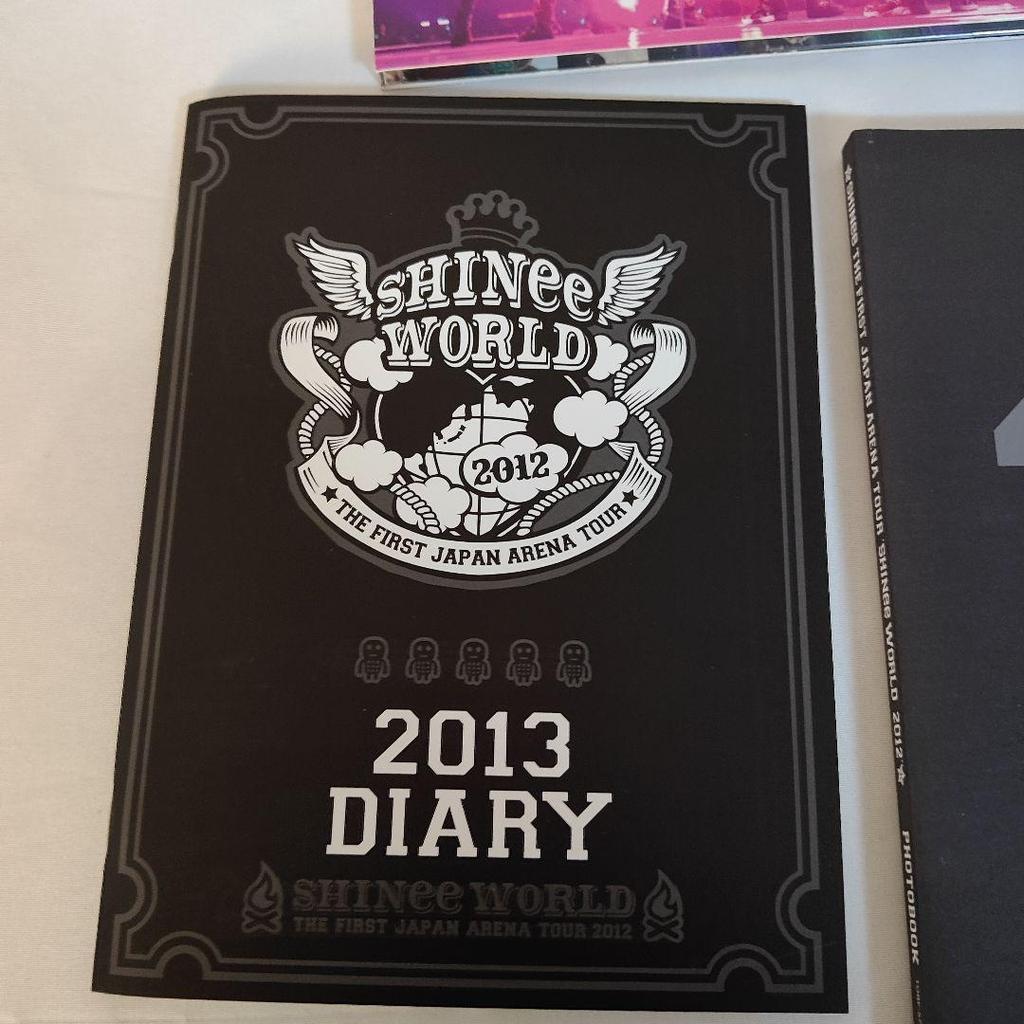 SHINee
WORLD
2012
★THE FIRST JAPAN ARENA TOUR★
2013
DIARY
SHINee WORLD
THE FIRST JAPAN ARENA TOUR 2012
★SHINee THE FIRST JAPAN ARENA TOUR SHINee WORLD 2012★ PHOTOBOOK